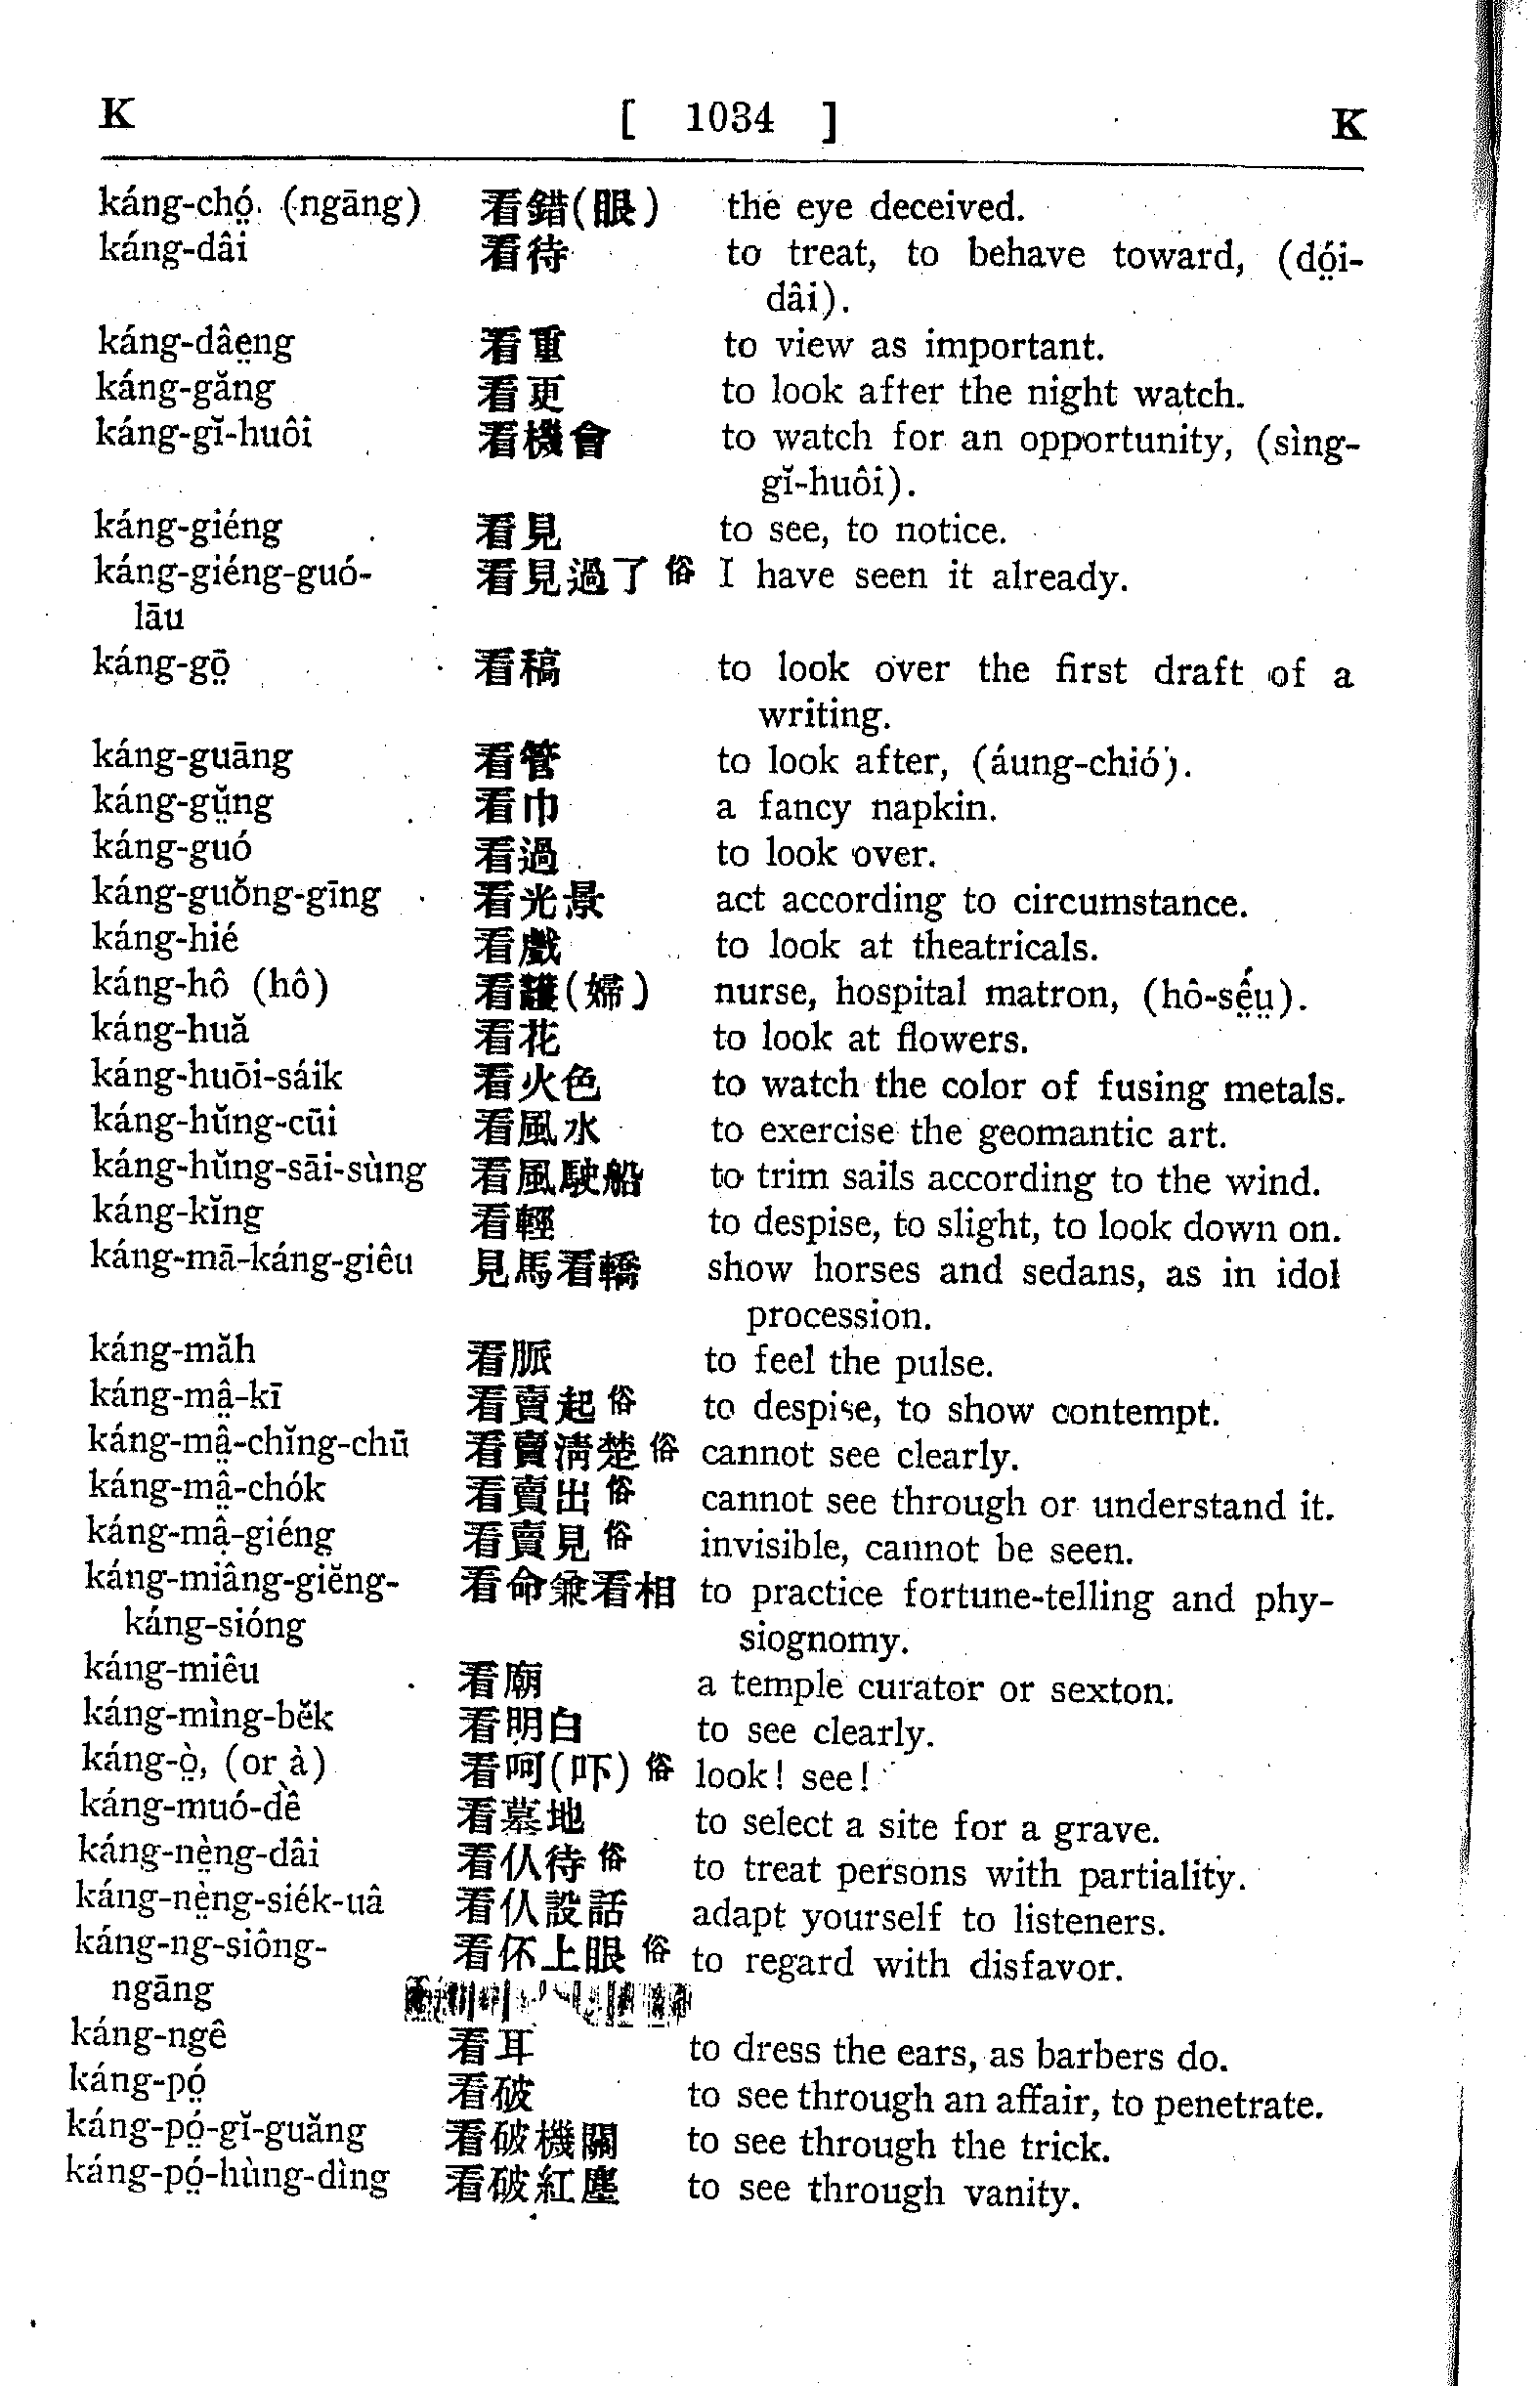 K [ 1034 ] K
káng-chó̤ (ngāng) 看錯(眼) the eye deceived.
káng-dâi 看待 to treat, to behave toward, (dó̤i-
dâi).
káng-dâe̤ng 看重 to view as important.
káng-găng 看更 to look after the night watch.
káng-gĭ-huôi 看機會 to watch for an opportunity, (sìng-
gĭ-huôi).
káng-giéng 看見 to see, to notice.
káng-giéng-guó- 看見過了 俗 I have seen it already.
lāu
káng-gō̤ 看稿 to look over the first draft of a
writing.
káng-guāng 看管 to look after, (áung-chió).
káng-gṳ̆ng 看巾 a fancy napkin.
káng-guó 看過 to look over.
káng-guŏng-gīng 看光景 act according to circumstance.
káng-hié 看戲 to look at theatricals.
káng-hô (hô) 看護(婦) nurse, hospital matron, (hô-sé̤ṳ).
káng-huă 看花 to look at flowers.
káng-huōi-sáik 看火色 to watch the color of fusing metals.
káng-hŭng-cūi 看風水 to exercise the geomantic art.
káng-hŭng-sāi-sùng 看風駛船 to trim sails according to the wind.
káng-kĭng 看輕 to despise, to slight, to look down on.
káng-mā-káng-giêu 見馬看轎 show horses and sedans, as in idol
procession.
káng-măh 看脈 to feel the pulse.
káng-mâ̤-kī 看賣起 俗 to despise, to show contempt.
káng-mâ̤-chĭng-chū 看賣清楚 俗 cannot see clearly.
káng-mâ̤-chók 看賣出 俗 cannot see through or understand it.
káng-mâ̤-giéng 看賣見 俗 invisible, cannot be seen.
káng-miâng-giĕng- 看命兼看相 to practice fortune-telling and phy-
káng-sióng siognomy.
káng-miêu 看廟 a temple curator or sexton.
káng-mìng-bĕk 看明白 to see clearly.
káng-ò̤, (or à) 看呵(吓) 俗 look! see!
káng-muó-dê 看墓地 to select a site for a grave.
káng-nè̤ng-dâi 看仈待 俗 to treat persons with partiality.
káng-nè̤ng-siék-uâ 看仈設話 adapt yourself to listeners.
káng-ng-siông- 看伓上眼 俗 to regard with disfavor.
ngāng
káng-ngê 看耳 to dress the ears, as barbers do.
káng-pó̤ 看破 to see through an affair, to penetrate.
káng-pó̤-gĭ-guăng 看破機關 to see through the trick.
káng-pó̤-hùng-dìng 看破紅塵 to see through vanity.